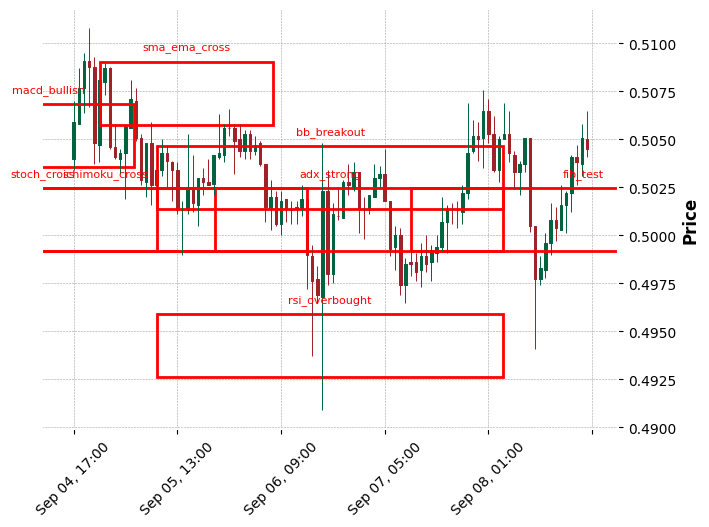 sma_ema_cross
macd_bullish
bb_breakout
stoch_cross
ichimoku_cross
adx_strong
fib_test
rsi_overbought
0.5100
0.5075
0.5050
0.5025
0.5000
0.4975
0.4950
0.4925
0.4900
Price
Sep 04, 17:00
Sep 05, 13:00
Sep 06, 09:00
Sep 07, 05:00
Sep 08, 01:00